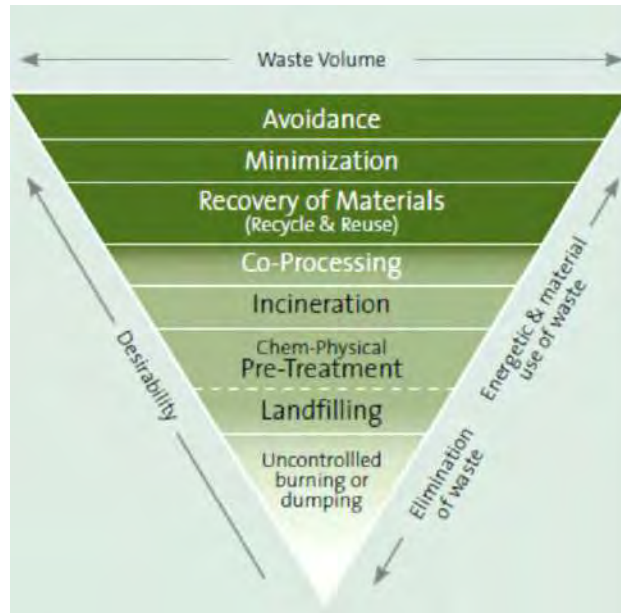 Waste Volume
Avoidance
Minimization
Recovery of Materials
(Recycle & Reuse)
Co-Processing
Incineration
Chem-Physical
Pre-Treatment
Landfilling
Uncontrollled
burning or
dumping
Desirability
Energetic & material
use of waste
Elimination
of waste